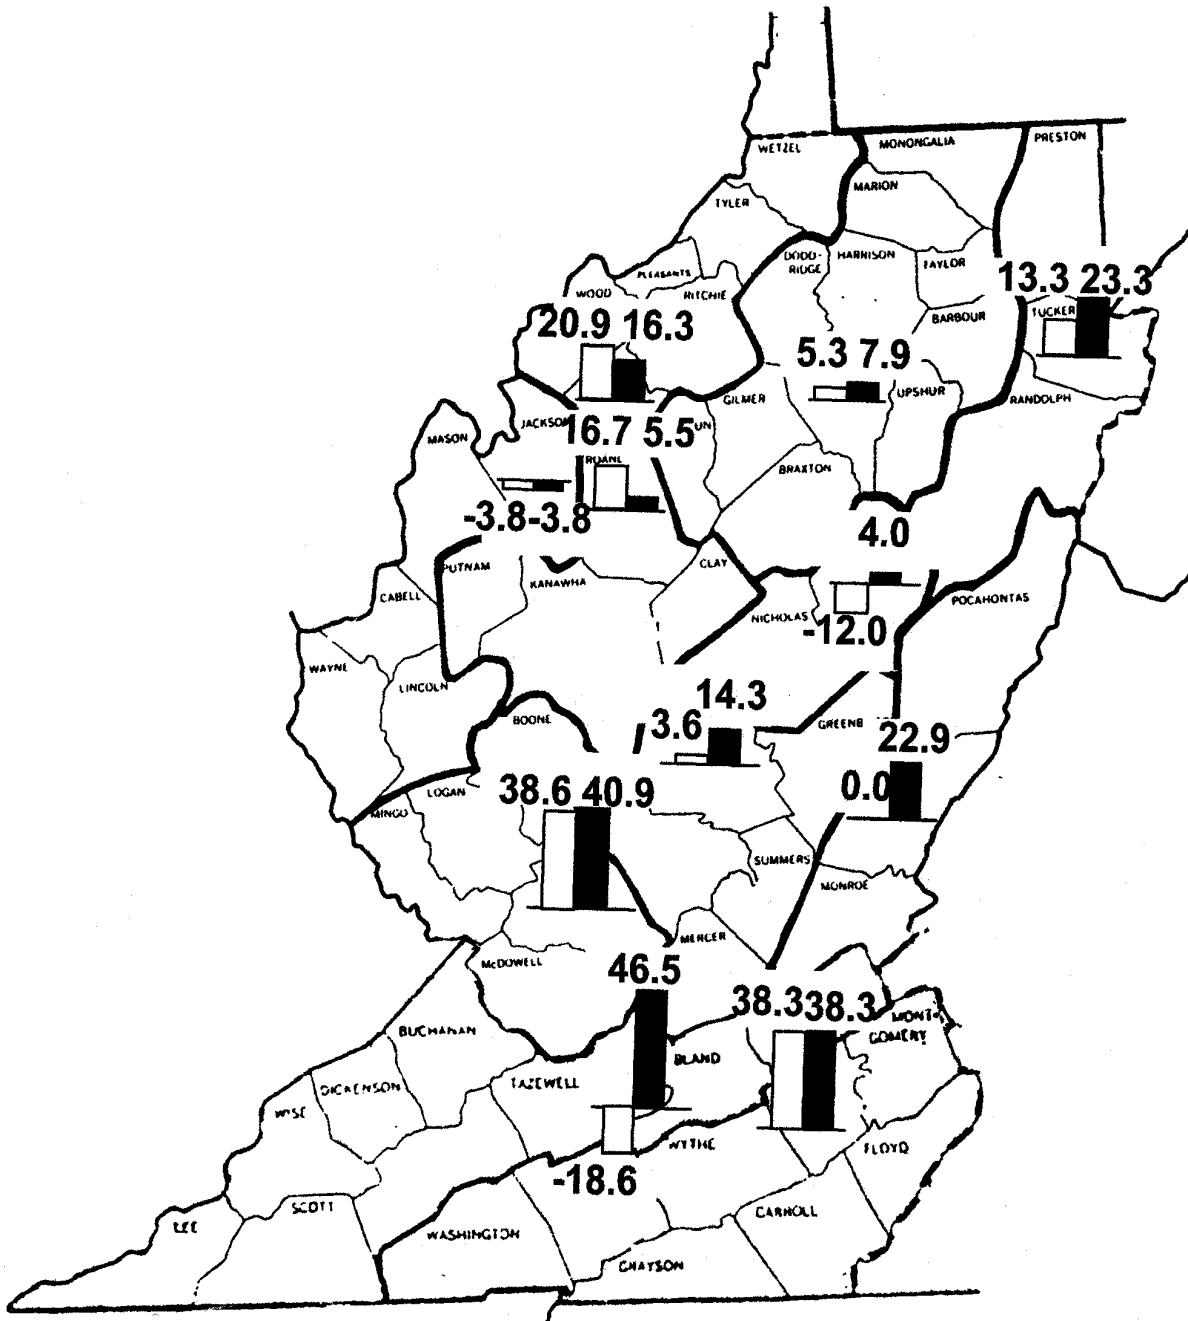 PRESTON
MONONGALIA
WETZEL
MARION
TYLER
DODD-
RIDGE
HARRISON
TAYLOR
PLEASANTS
13.3 23.3
WOOD
RITCHIE
TUCKER
BARBOUR
20.9 16.3
5.3 7.9
UPSHUR
RANDOLPH
GILMER
JACKSON
16.7 5.5
UN
MASON
ROANE
BRAXTON
-3.8 -3.8
4.0
CLAY
PUTNAM
KANAWHA
CABELL
POCAHONTAS
NICHOLAS
-12.0
WAYNE
LINCOLN
14.3
BOONE
3.6
GREENB
22.9
38.6 40.9
0.0
LOGAN
MINGO
SUMMERS
MONROE
MERCER
McDOWELL
46.5
38.3 38.3
MONT-
GOMERY
BUCHANAN
BLAND
TAZEWELL
DICKENSON
WISE
WYTHE
FLOYD
-18.6
SCOTT
CARROLL
LEE
WASHINGTON
GRAYSON